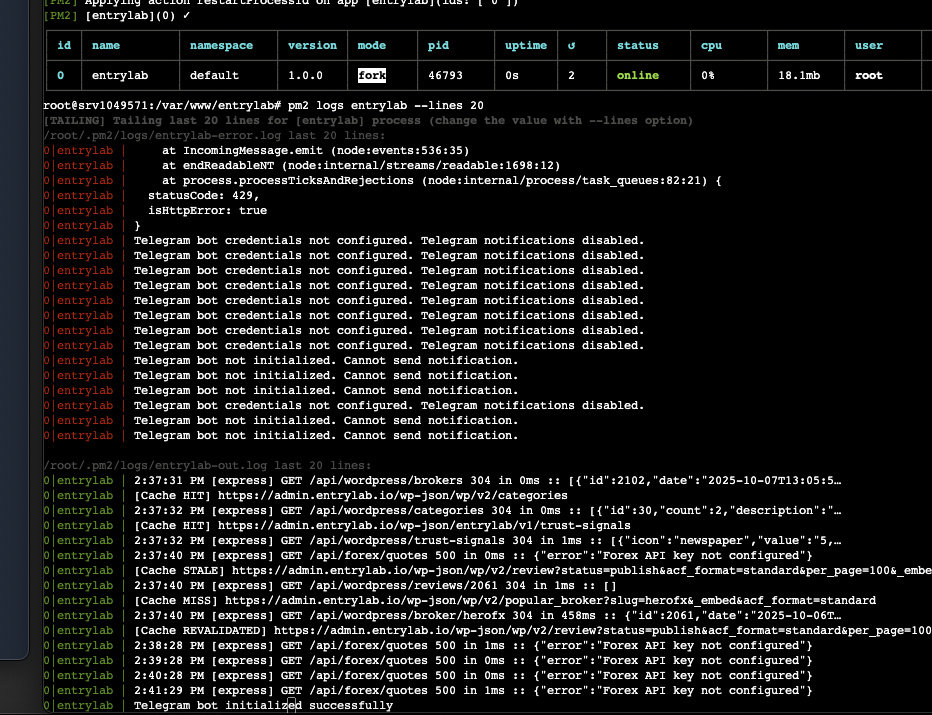 [PM2] Applying action restartProcessId on app [entrylab](ids: [ 0 ])
[PM2] [entrylab](0) ✓
id name namespace version mode pid uptime ↺ status cpu mem user
0 entrylab default 1.0.0 fork 46793 0s 2 online 0% 18.1mb root
root@srv1049571:/var/www/entrylab# pm2 logs entrylab --lines 20
[TAILING] Tailing last 20 lines for [entrylab] process (change the value with --lines option)
/root/.pm2/logs/entrylab-error.log last 20 lines:
0|entrylab |     at IncomingMessage.emit (node:events:536:35)
0|entrylab |     at endReadableNT (node:internal/streams/readable:1698:12)
0|entrylab |     at process.processTicksAndRejections (node:internal/process/task_queues:82:21) {
0|entrylab |   statusCode: 429,
0|entrylab |   isHttpError: true
0|entrylab | }
0|entrylab | Telegram bot credentials not configured. Telegram notifications disabled.
0|entrylab | Telegram bot credentials not configured. Telegram notifications disabled.
0|entrylab | Telegram bot credentials not configured. Telegram notifications disabled.
0|entrylab | Telegram bot credentials not configured. Telegram notifications disabled.
0|entrylab | Telegram bot credentials not configured. Telegram notifications disabled.
0|entrylab | Telegram bot credentials not configured. Telegram notifications disabled.
0|entrylab | Telegram bot credentials not configured. Telegram notifications disabled.
0|entrylab | Telegram bot credentials not configured. Telegram notifications disabled.
0|entrylab | Telegram bot not initialized. Cannot send notification.
0|entrylab | Telegram bot not initialized. Cannot send notification.
0|entrylab | Telegram bot not initialized. Cannot send notification.
0|entrylab | Telegram bot credentials not configured. Telegram notifications disabled.
0|entrylab | Telegram bot not initialized. Cannot send notification.
0|entrylab | Telegram bot not initialized. Cannot send notification.
/root/.pm2/logs/entrylab-out.log last 20 lines:
0|entrylab | 2:37:31 PM [express] GET /api/wordpress/brokers 304 in 0ms :: [{"id":2102,"date":"2025-10-07T13:05:5…
0|entrylab | [Cache HIT] https://admin.entrylab.io/wp-json/wp/v2/categories
0|entrylab | 2:37:32 PM [express] GET /api/wordpress/categories 304 in 0ms :: [{"id":30,"count":2,"description":"…
0|entrylab | [Cache HIT] https://admin.entrylab.io/wp-json/entrylab/v1/trust-signals
0|entrylab | 2:37:32 PM [express] GET /api/wordpress/trust-signals 304 in 1ms :: [{"icon":"newspaper","value":"5,…
0|entrylab | 2:37:40 PM [express] GET /api/forex/quotes 500 in 0ms :: {"error":"Forex API key not configured"}
0|entrylab | [Cache STALE] https://admin.entrylab.io/wp-json/wp/v2/review?status=publish&acf_format=standard&per_page=100&_embe
0|entrylab | 2:37:40 PM [express] GET /api/wordpress/reviews/2061 304 in 1ms :: []
0|entrylab | [Cache MISS] https://admin.entrylab.io/wp-json/wp/v2/popular_broker?slug=herofx&_embed&acf_format=standard
0|entrylab | 2:37:40 PM [express] GET /api/wordpress/broker/herofx 304 in 458ms :: {"id":2061,"date":"2025-10-06T…
0|entrylab | [Cache REVALIDATED] https://admin.entrylab.io/wp-json/wp/v2/review?status=publish&acf_format=standard&per_page=100
0|entrylab | 2:38:28 PM [express] GET /api/forex/quotes 500 in 1ms :: {"error":"Forex API key not configured"}
0|entrylab | 2:39:28 PM [express] GET /api/forex/quotes 500 in 0ms :: {"error":"Forex API key not configured"}
0|entrylab | 2:40:28 PM [express] GET /api/forex/quotes 500 in 0ms :: {"error":"Forex API key not configured"}
0|entrylab | 2:41:29 PM [express] GET /api/forex/quotes 500 in 1ms :: {"error":"Forex API key not configured"}
0|entrylab | Telegram bot initialized successfully